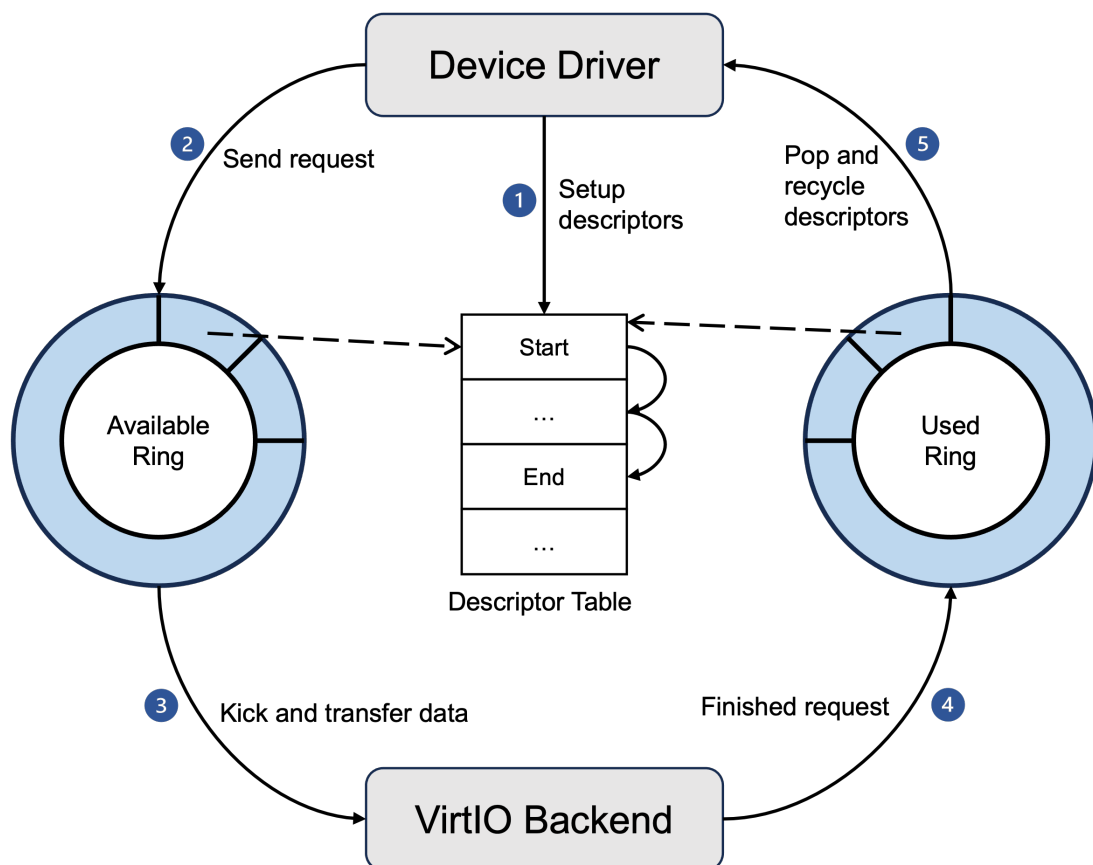 Device Driver
2
Send request
1
Setup
descriptors
5
Pop and
recycle
descriptors
Available
Ring
Start
...
End
...
Descriptor Table
Used
Ring
3
Kick and transfer data
Finished request
4
VirtIO Backend